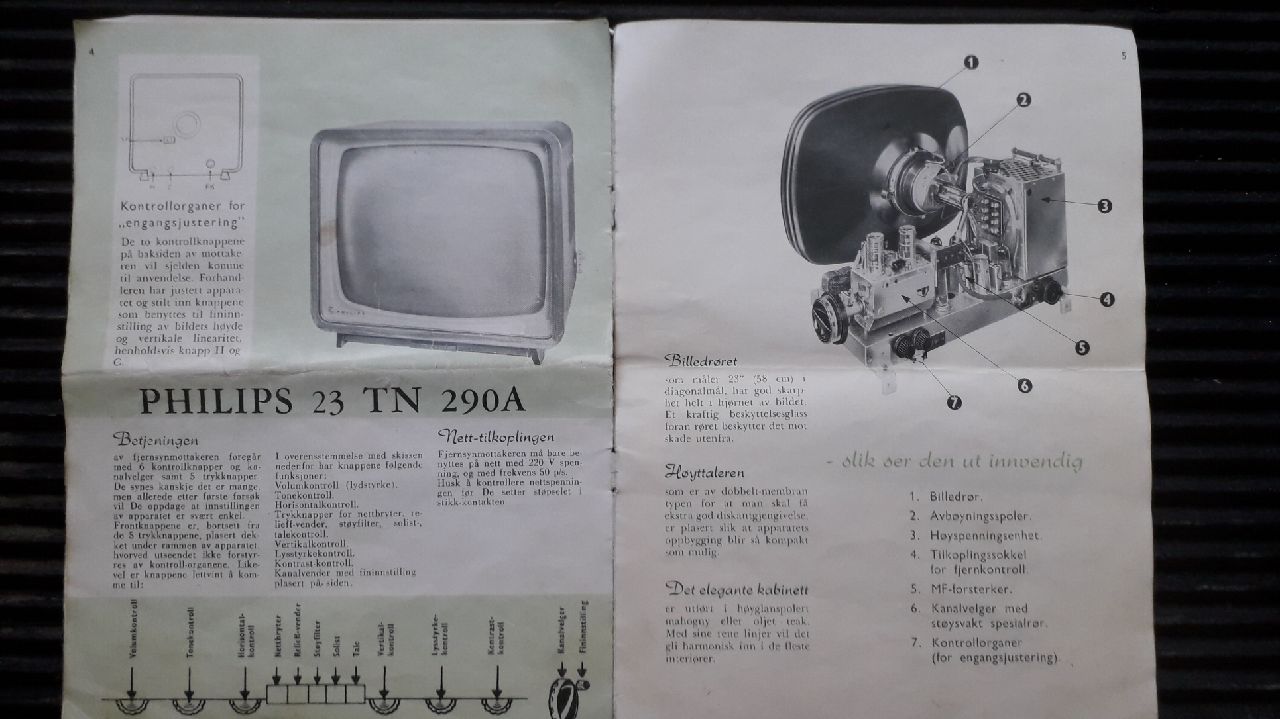 4
H
G
FK
Kontrollorganer for
„engangsjustering"
De to kontrollknappene
på baksiden av mottake-
ren vil sjelden komme
til anvendelse. Forhand-
leren har justert appara-
tet og stilt inn knappene
som benyttes til fininn-
stilling av bildets høyde
og vertikale linearitet,
henholdsvis knapp H og
G.
PHILIPS
PHILIPS 23 TN 290A
Betjeningen
av fjernsynmottakeren foregår
med 6 kontrollknapper og ka-
nalvelger samt 5 trykknapper.
De synes kanskje det er mange,
men allerede etter første forsøk
vil De oppdage at innstillingen
av apparatet er svært enkel.
Frontknappene er, bortsett fra
de 5 trykknappene, plasert dek-
ket under rammen av apparatet,
hvorved utseendet ikke forstyr-
res av kontroll-organene. Like-
vel er knappene lettvint å kom-
me til:
I overensstemmelse med skissen
nedenfor har knappene følgende
funksjoner:
Volumkontroll (lydstyrke).
Tonekontroll.
Horisontalkontroll.
Trykknapper for nettbryter, re-
lieff-vender, støyfilter, solist-,
talekontroll.
Vertikalkontroll.
Lysstyrkekontroll.
Kontrast-kontroll.
Kanalvender med fininnstilling
plasert på siden.
Nett-tilkoplingen
Fjernsynmottakeren må bare be-
nyttes på nett med 220 V spen-
ning, og med frekvens 50 p/s.
Husk å kontrollere nettspennin-
gen før De setter støpselet i
stikk-kontakten
Volumkontroll
Tonekontroll
Horisontal-
kontroll
Nettbryter
Relieff-vender
Støyfilter
Solist
Tale
Vertikal-
kontroll
Lysstyrke-
kontroll
Kontrast-
kontroll
Kanalvelger
Fininnstilling
5
1
2
3
4
5
6
7
Billedrøret
som måler 23" (58 cm) i
diagonalmål, har god skarp-
het helt i hjørnet av bildet.
Et kraftig beskyttelsesglass
foran røret beskytter det mot
skade utenfra.
Høyttaleren
som er av dobbelt-membran
typen for at man skal få
ekstra god diskantgjengivelse,
er plasert slik at apparatets
oppbygging blir så kompakt
som mulig.
Det elegante kabinett
er utført i høyglanspolert
mahogny eller oljet teak.
Med sine rene linjer vil det
gli harmonisk inn i de fleste
interiører.
- slik ser den ut innvendig
1. Billedrør.
2. Avbøyningsspoler.
3. Høyspenningsenhet.
4. Tilkoplingssokkel
for fjernkontroll.
5. MF-forsterker.
6. Kanalvelger med
støysvakt spesialrør.
7. Kontrollorganer
(for engangsjustering).